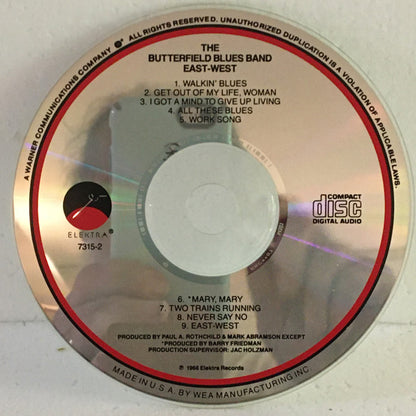 A WARNER COMMUNICATIONS COMPANY ALL RIGHTS RESERVED. UNAUTHORIZED DUPLICATION IS A VIOLATION OF APPLICABLE LAWS.
THE
BUTTERFIELD BLUES BAND
EAST-WEST
1. WALKIN' BLUES
2. GET OUT OF MY LIFE, WOMAN
3. I GOT A MIND TO GIVE UP LIVING
4. ALL THESE BLUES
5. WORK SONG
ELEKTRA®
7315-2
COMPACT
disc
DIGITAL AUDIO
6. *MARY, MARY
7. TWO TRAINS RUNNING
8. NEVER SAY NO
9. EAST-WEST
PRODUCED BY PAUL A. ROTHCHILD & MARK ABRAMSON EXCEPT
*PRODUCED BY BARRY FRIEDMAN
PRODUCTION SUPERVISOR: JAC HOLZMAN
℗ 1966 Elektra Records
MADE IN U.S.A. BY WEA MANUFACTURING INC.